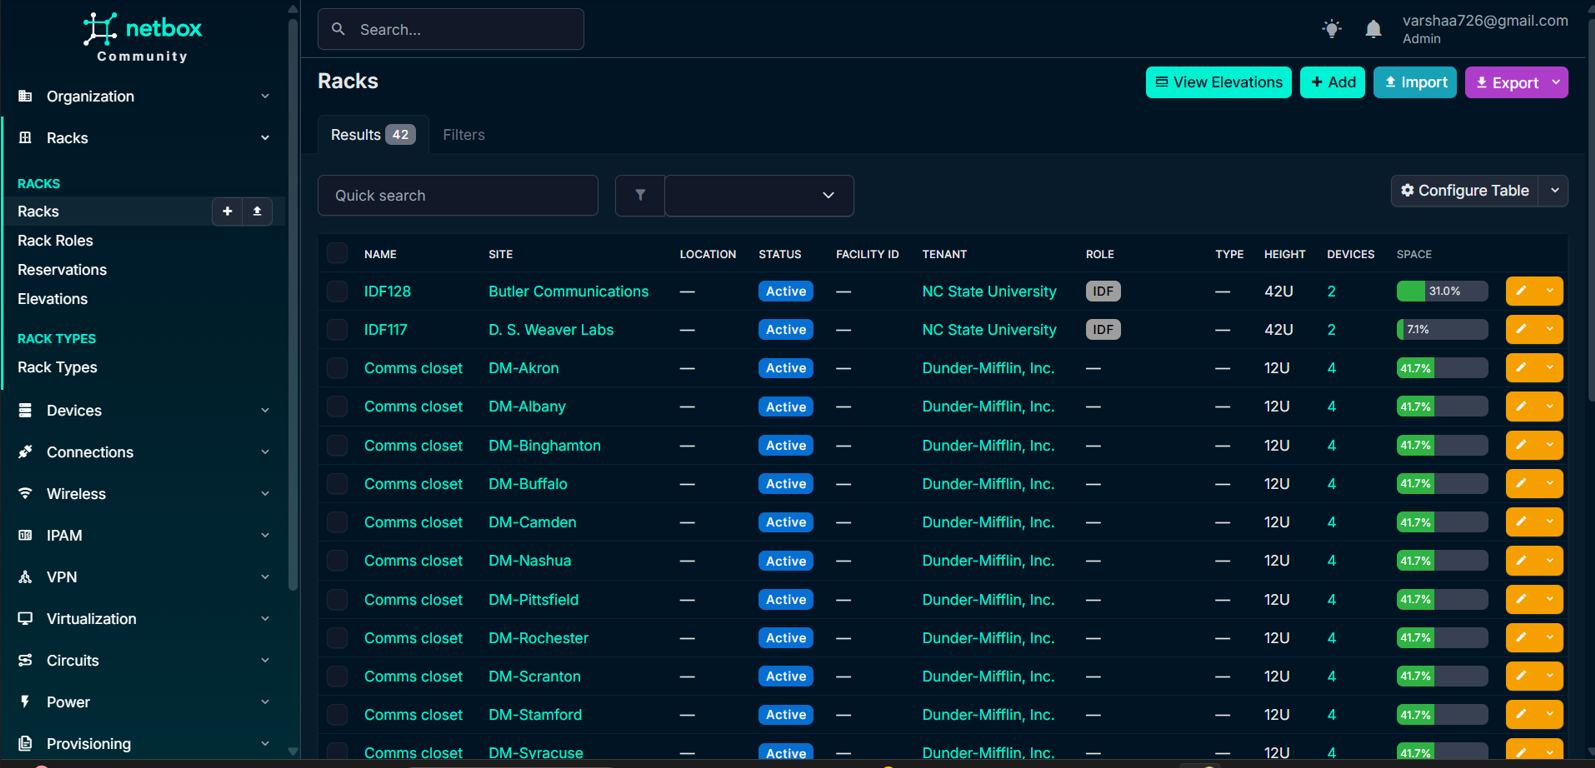 netbox
Community
Search...
varshaa726@gmail.com
Admin
Organization
Racks
RACKS
Racks
Rack Roles
Reservations
Elevations
RACK TYPES
Rack Types
Devices
Connections
Wireless
IPAM
VPN
Virtualization
Circuits
Power
Provisioning
Racks
View Elevations
+ Add
Import
Export
Results 42
Filters
Quick search
Configure Table
NAME SITE LOCATION STATUS FACILITY ID TENANT ROLE TYPE HEIGHT DEVICES SPACE
IDF128 Butler Communications — Active — NC State University IDF — 42U 2 31.0%
IDF117 D. S. Weaver Labs — Active — NC State University IDF — 42U 2 7.1%
Comms closet DM-Akron — Active — Dunder-Mifflin, Inc. — — 12U 4 41.7%
Comms closet DM-Albany — Active — Dunder-Mifflin, Inc. — — 12U 4 41.7%
Comms closet DM-Binghamton — Active — Dunder-Mifflin, Inc. — — 12U 4 41.7%
Comms closet DM-Buffalo — Active — Dunder-Mifflin, Inc. — — 12U 4 41.7%
Comms closet DM-Camden — Active — Dunder-Mifflin, Inc. — — 12U 4 41.7%
Comms closet DM-Nashua — Active — Dunder-Mifflin, Inc. — — 12U 4 41.7%
Comms closet DM-Pittsfield — Active — Dunder-Mifflin, Inc. — — 12U 4 41.7%
Comms closet DM-Rochester — Active — Dunder-Mifflin, Inc. — — 12U 4 41.7%
Comms closet DM-Scranton — Active — Dunder-Mifflin, Inc. — — 12U 4 41.7%
Comms closet DM-Stamford — Active — Dunder-Mifflin, Inc. — — 12U 4 41.7%
Comms closet DM-Syracuse — Active — Dunder-Mifflin, Inc. — — 12U 4 41.7%